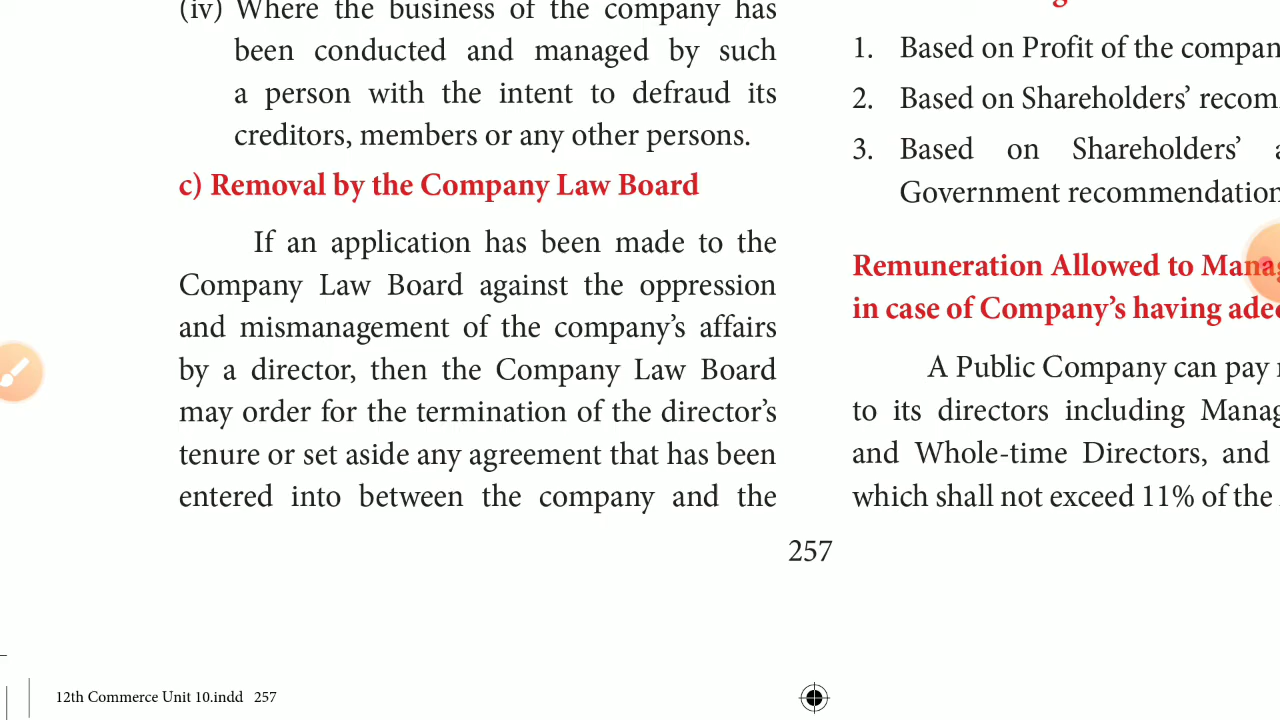 (iv) Where the business of the company has
been conducted and managed by such
a person with the intent to defraud its
creditors, members or any other persons.
c) Removal by the Company Law Board
If an application has been made to the
Company Law Board against the oppression
and mismanagement of the company's affairs
by a director, then the Company Law Board
may order for the termination of the director's
tenure or set aside any agreement that has been
entered into between the company and the
1. Based on Profit of the compan
2. Based on Shareholders' recom
3. Based on Shareholders'
Government recommendation
Remuneration Allowed to Manag
in case of Company's having adec
A Public Company can pay
to its directors including Manag
and Whole-time Directors, and
which shall not exceed 11% of the
257
12th Commerce Unit 10.indd 257